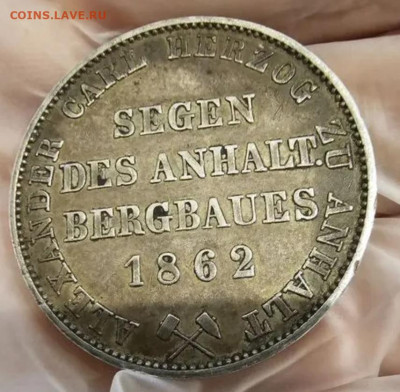 COINS.LAVE.RU
ALEXANDER CARL HERZOG ZU ANHALT
SEGEN
DES ANHALT.
BERGBAUES
1862